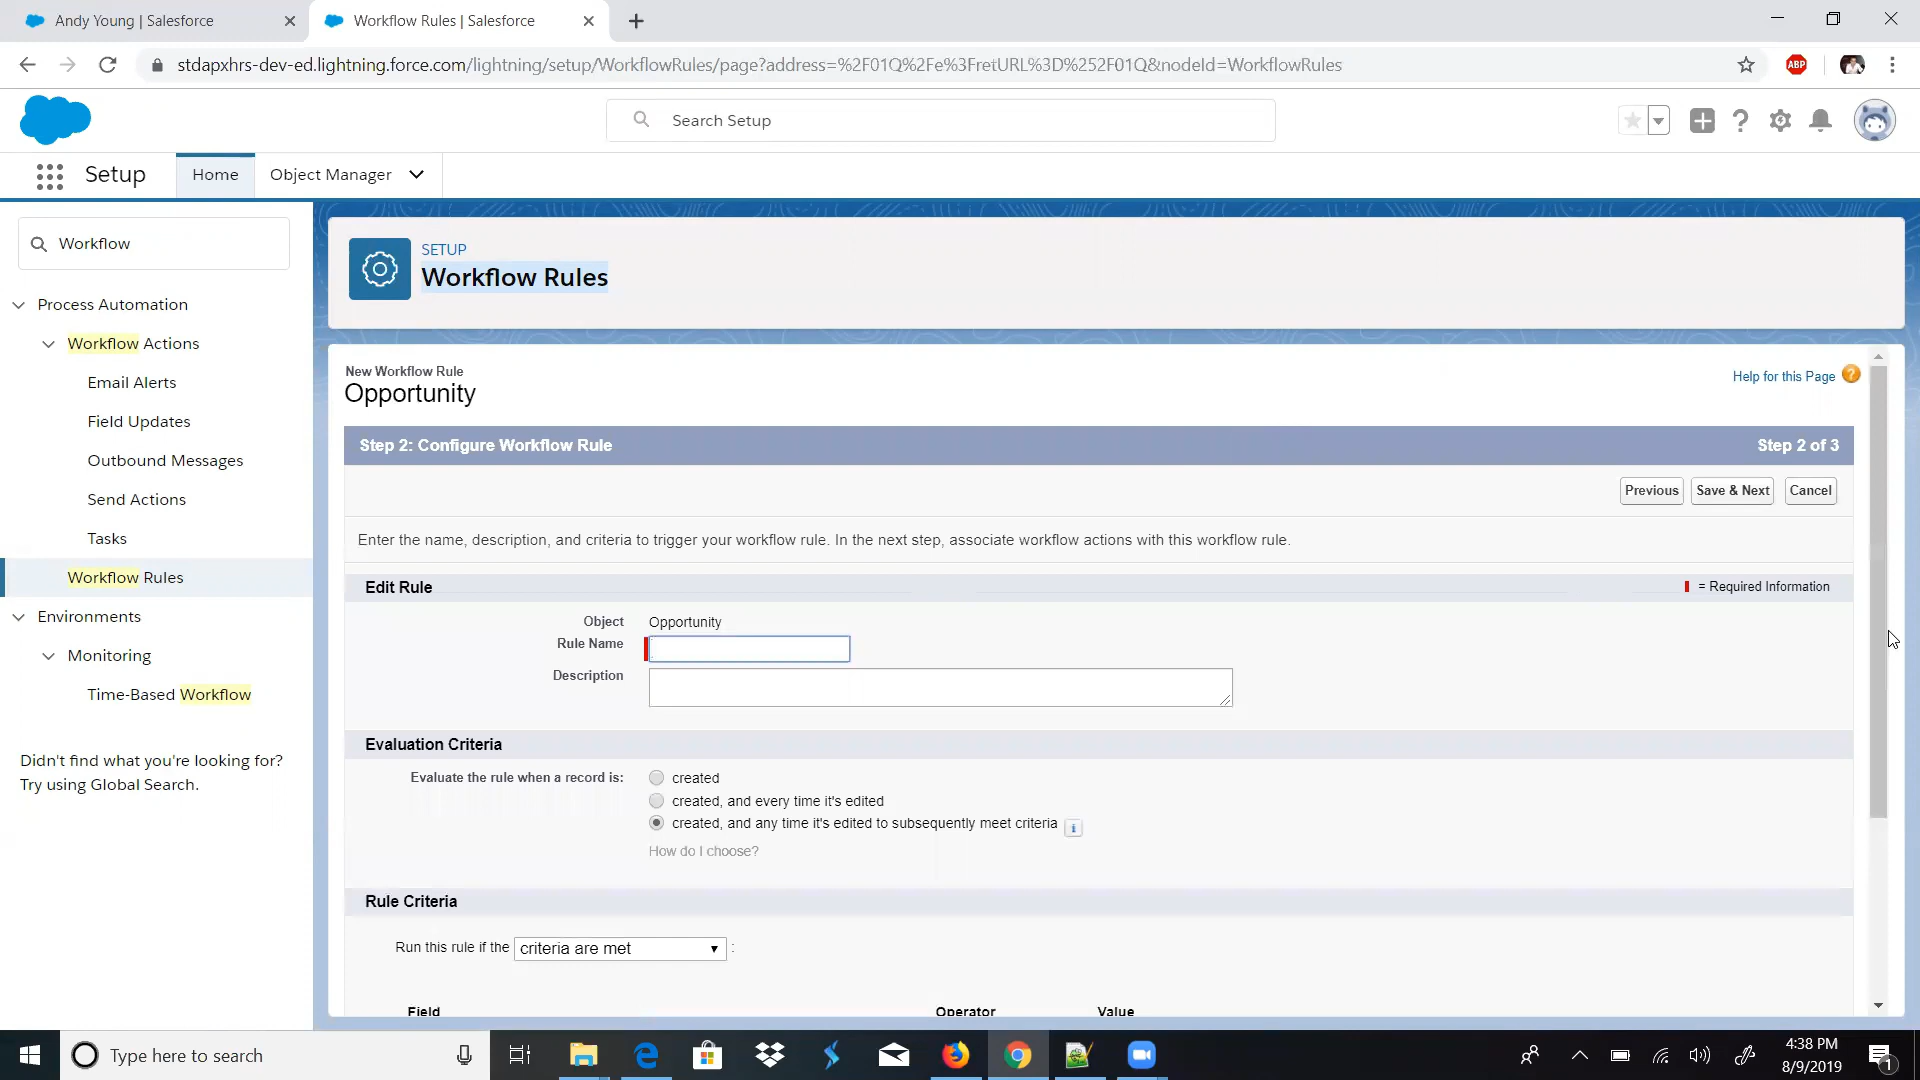 Andy Young | Salesforce
Workflow Rules | Salesforce
stdapxhrs-dev-ed.lightning.force.com/lightning/setup/WorkflowRules/page?address=%2F01Q%2Fe%3FretURL%3D%252F01Q&nodeId=WorkflowRules
ABP
Search Setup
Setup
Home
Object Manager
Workflow
Process Automation
Workflow Actions
Email Alerts
Field Updates
Outbound Messages
Send Actions
Tasks
Workflow Rules
Environments
Monitoring
Time-Based Workflow
Didn't find what you're looking for?
Try using Global Search.
SETUP
Workflow Rules
New Workflow Rule
Opportunity
Help for this Page ?
Step 2: Configure Workflow Rule
Step 2 of 3
Previous
Save & Next
Cancel
Enter the name, description, and criteria to trigger your workflow rule. In the next step, associate workflow actions with this workflow rule.
Edit Rule
= Required Information
Object
Opportunity
Rule Name
Description
Evaluation Criteria
Evaluate the rule when a record is:
created
created, and every time it's edited
created, and any time it's edited to subsequently meet criteria
i
How do I choose?
Rule Criteria
Run this rule if the criteria are met :
Field
Operator
Value
Type here to search
4:38 PM
8/9/2019
1